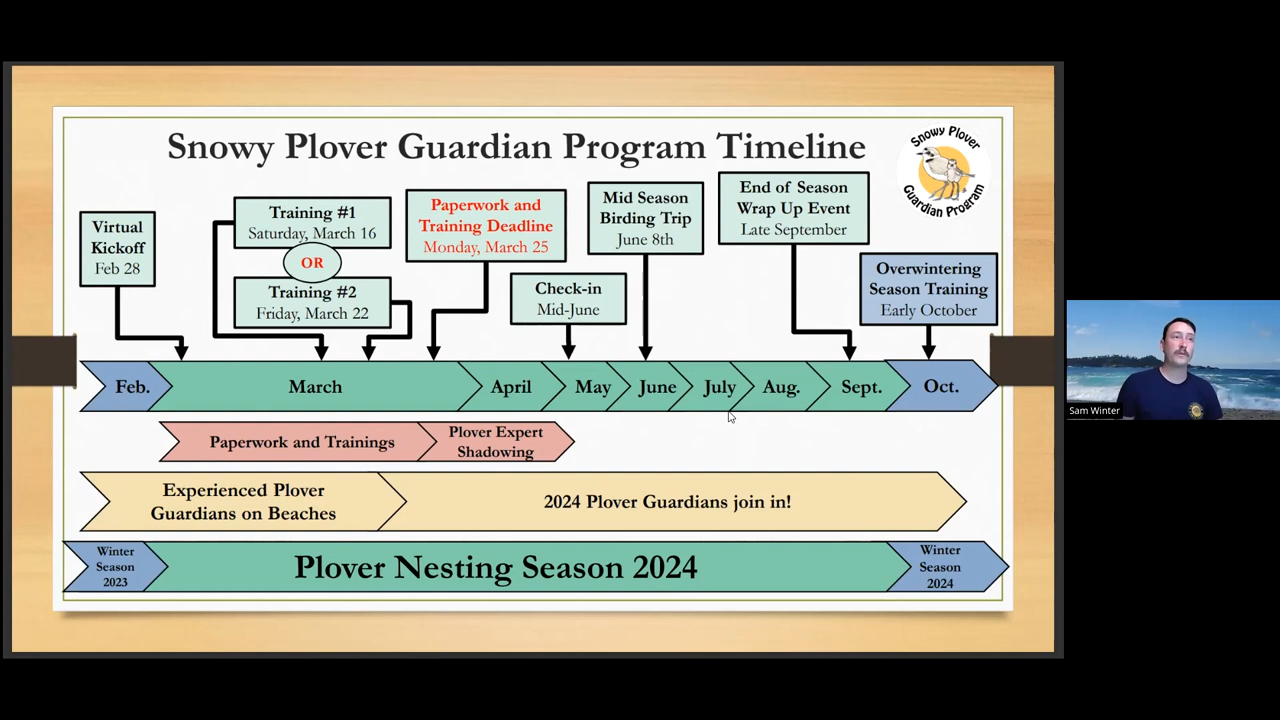 Snowy Plover Guardian Program Timeline
Snowy Plover
Guardian Program
Virtual
Kickoff
Feb 28
Training #1
Saturday, March 16
OR
Training #2
Friday, March 22
Paperwork and
Training Deadline
Monday, March 25
Check-in
Mid-June
Mid Season
Birding Trip
June 8th
End of Season
Wrap Up Event
Late September
Overwintering
Season Training
Early October
Feb.
March
April
May
June
July
Aug.
Sept.
Oct.
Paperwork and Trainings
Plover Expert
Shadowing
Experienced Plover
Guardians on Beaches
2024 Plover Guardians join in!
Winter
Season
2023
Plover Nesting Season 2024
Winter
Season
2024
Sam Winter